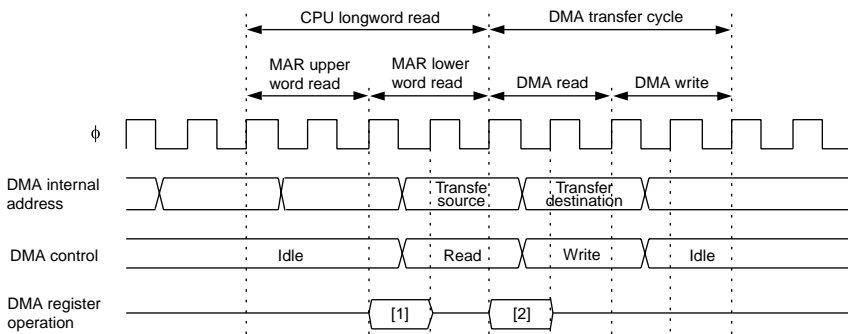 CPU longword read
DMA transfer cycle
MAR upper
word read
MAR lower
word read
DMA read
DMA write
ϕ
DMA internal
address
Transfe
source
Transfer
destination
DMA control
Idle
Read
Write
Idle
DMA register
operation
[1]
[2]